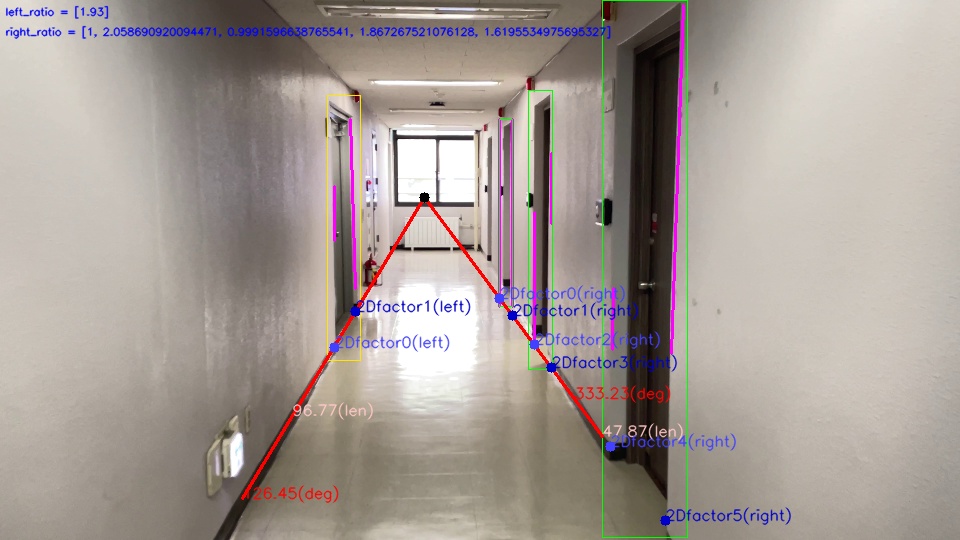 left_ratio = [1.93]
right_ratio = [1, 2.058690920094471, 0.9991596638765541, 1.867267521076128, 1.6195534975695327]
2Dfactor0(right)
2Dfactor1(left)
2Dfactor1(right)
2Dfactor0(left)
2Dfactor2(right)
2Dfactor3(right)
333.23(deg)
96.77(len)
47.87(len)
2Dfactor4(right)
126.45(deg)
2Dfactor5(right)